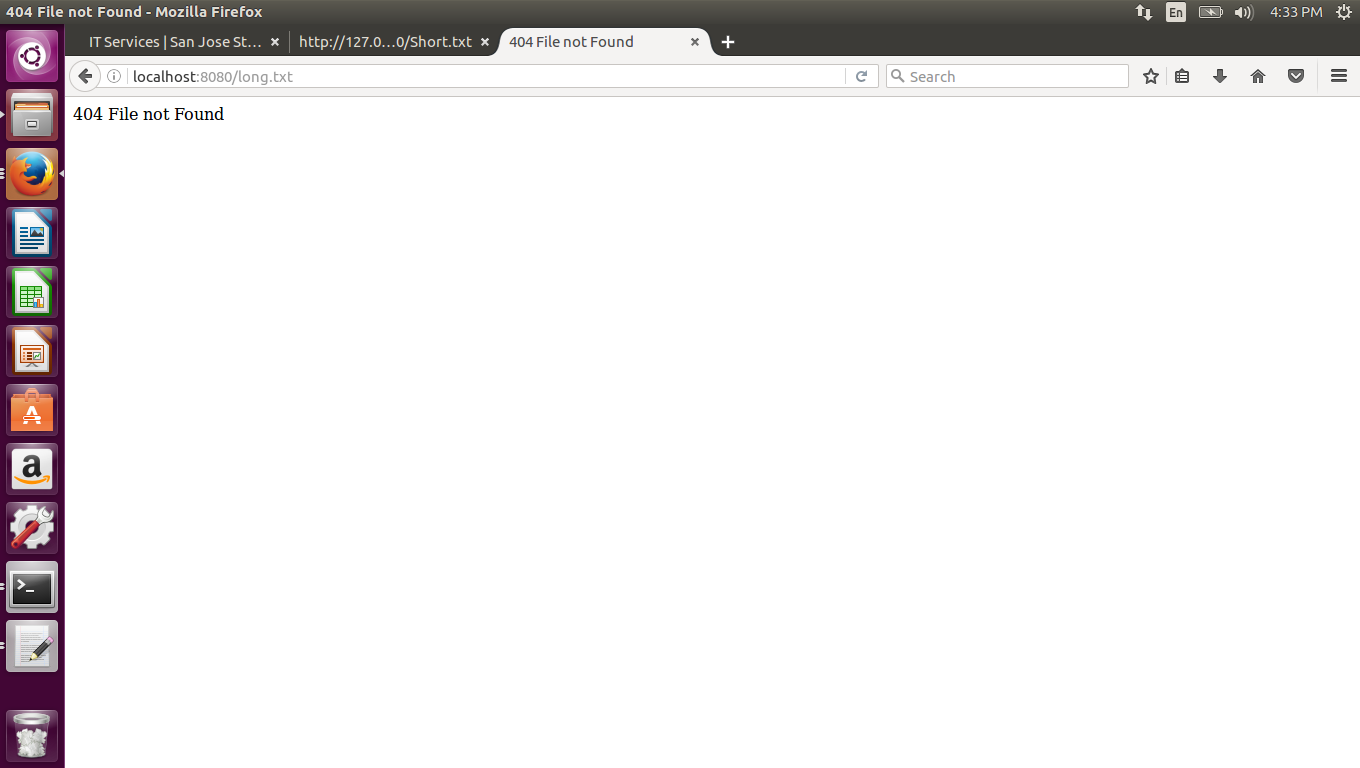 404 File not Found - Mozilla Firefox
En
4:33 PM
IT Services | San Jose St...
http://127.0...0/Short.txt
404 File not Found
localhost:8080/long.txt
Search
404 File not Found